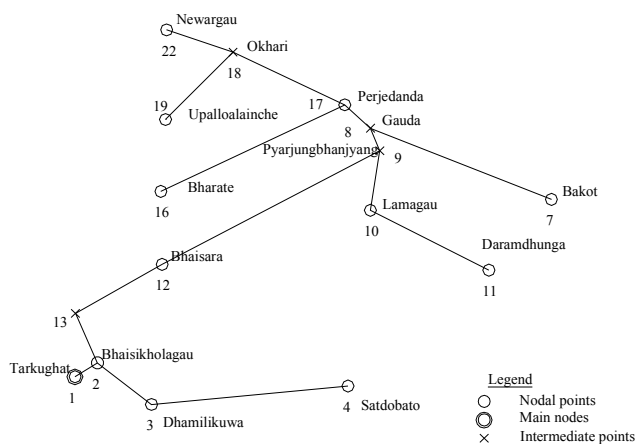 Newargau
22
Okhari
18
19
Upalloalainche
17
Perjedanda
8
Gauda
Pyarjungbhanjyang
9
Bharate
16
Bakot
7
Lamagau
10
Daramdhunga
11
Bhaisara
12
13
Bhaisikholagau
Tarkughat
2
1
3
Dhamilikuwa
4
Satdobato
Legend
Nodal points
Main nodes
Intermediate points